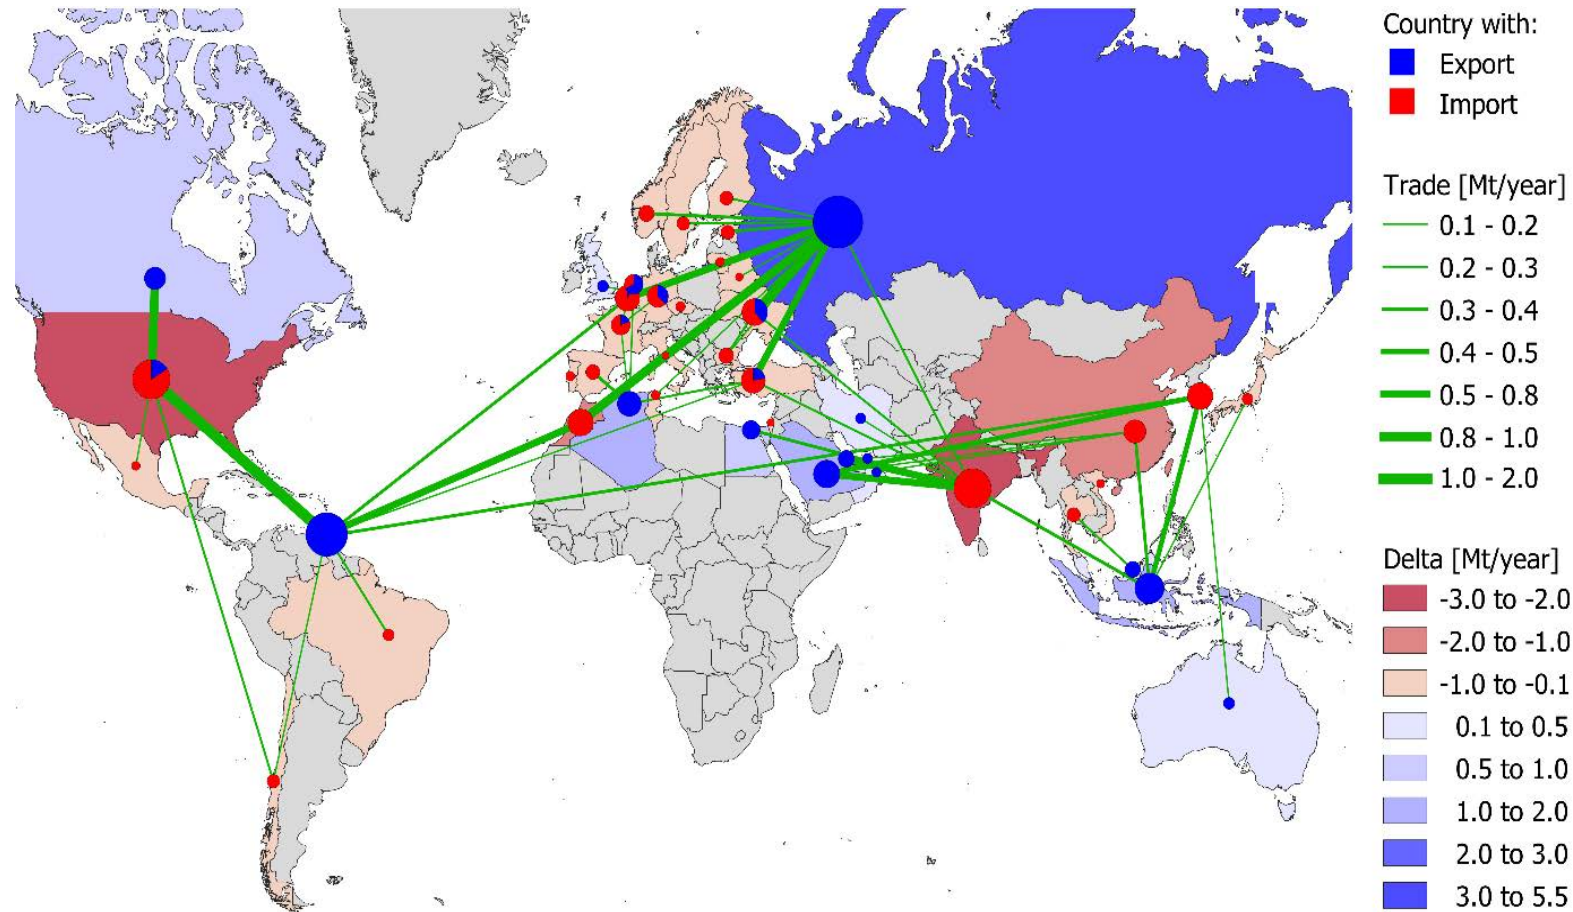 Country with:
Export
Import
Trade [Mt/year]
0.1 - 0.2
0.2 - 0.3
0.3 - 0.4
0.4 - 0.5
0.5 - 0.8
0.8 - 1.0
1.0 - 2.0
Delta [Mt/year]
-3.0 to -2.0
-2.0 to -1.0
-1.0 to -0.1
0.1 to 0.5
0.5 to 1.0
1.0 to 2.0
2.0 to 3.0
3.0 to 5.5